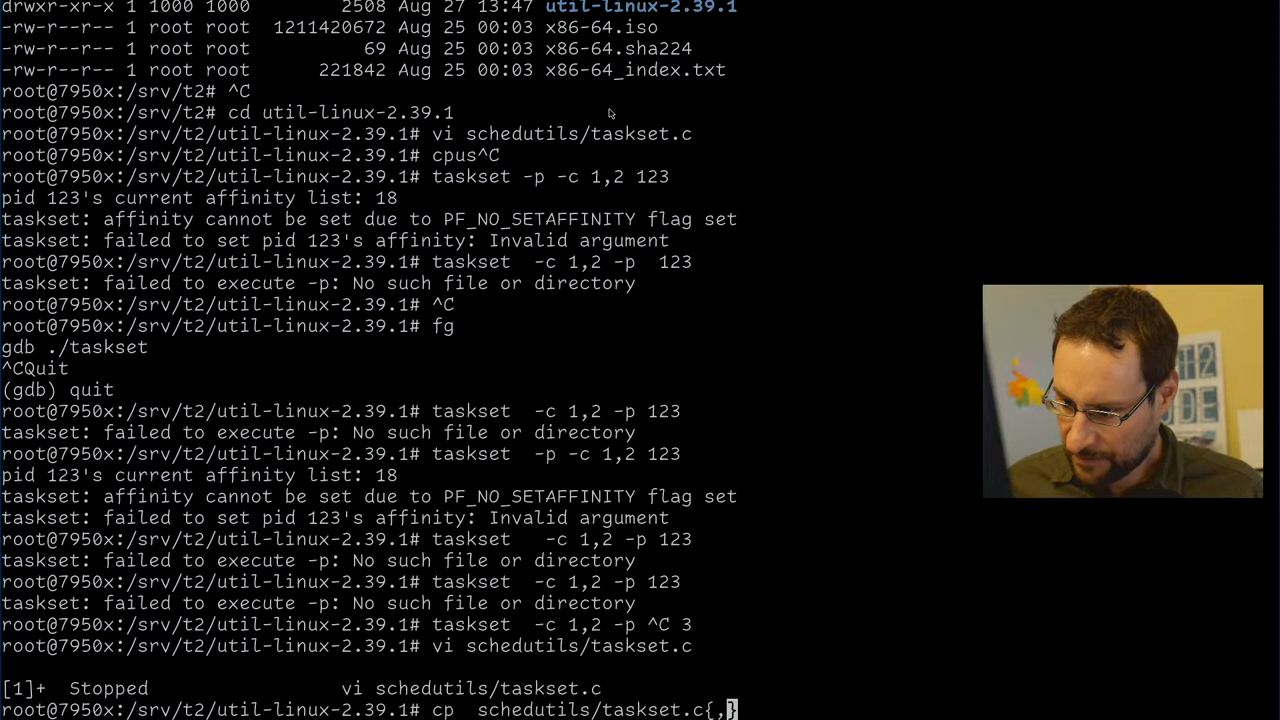 drwxr-xr-x 1 1000 1000 2508 Aug 27 13:47 util-linux-2.39.1
-rw-r--r-- 1 root root 1211420672 Aug 25 00:03 x86-64.iso
-rw-r--r-- 1 root root 69 Aug 25 00:03 x86-64.sha224
-rw-r--r-- 1 root root 221842 Aug 25 00:03 x86-64_index.txt
root@7950x:/srv/t2# ^C
root@7950x:/srv/t2# cd util-linux-2.39.1
root@7950x:/srv/t2/util-linux-2.39.1# vi schedutils/taskset.c
root@7950x:/srv/t2/util-linux-2.39.1# cpus^C
root@7950x:/srv/t2/util-linux-2.39.1# taskset -p -c 1,2 123
pid 123's current affinity list: 18
taskset: affinity cannot be set due to PF_NO_SETAFFINITY flag set
taskset: failed to set pid 123's affinity: Invalid argument
root@7950x:/srv/t2/util-linux-2.39.1# taskset  -c 1,2 -p  123
taskset: failed to execute -p: No such file or directory
root@7950x:/srv/t2/util-linux-2.39.1# ^C
root@7950x:/srv/t2/util-linux-2.39.1# fg
gdb ./taskset
^CQuit
(gdb) quit
root@7950x:/srv/t2/util-linux-2.39.1# taskset  -c 1,2 -p 123
taskset: failed to execute -p: No such file or directory
root@7950x:/srv/t2/util-linux-2.39.1# taskset  -p -c 1,2 123
pid 123's current affinity list: 18
taskset: affinity cannot be set due to PF_NO_SETAFFINITY flag set
taskset: failed to set pid 123's affinity: Invalid argument
root@7950x:/srv/t2/util-linux-2.39.1# taskset   -c 1,2 -p 123
taskset: failed to execute -p: No such file or directory
root@7950x:/srv/t2/util-linux-2.39.1# taskset  -c 1,2 -p 123
taskset: failed to execute -p: No such file or directory
root@7950x:/srv/t2/util-linux-2.39.1# taskset  -c 1,2 -p ^C 3
root@7950x:/srv/t2/util-linux-2.39.1# vi schedutils/taskset.c
[1]+  Stopped                 vi schedutils/taskset.c
root@7950x:/srv/t2/util-linux-2.39.1# cp  schedutils/taskset.c{,}